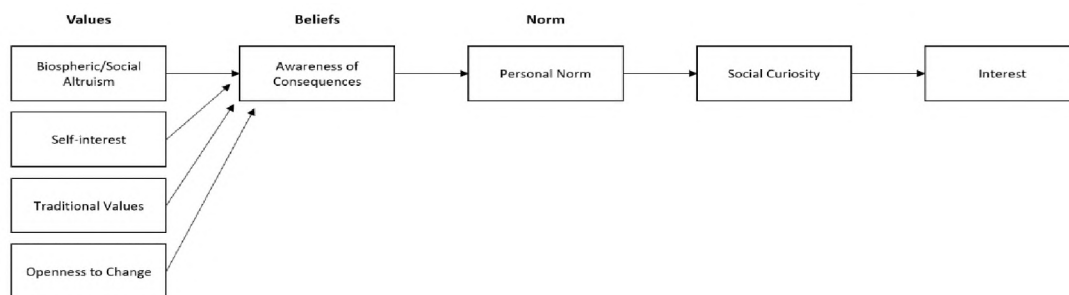 Values
Beliefs
Norm
Biospheric/Social
Altruism
Awareness of
Consequences
Personal Norm
Social Curiosity
Interest
Self-interest
Traditional Values
Openness to Change